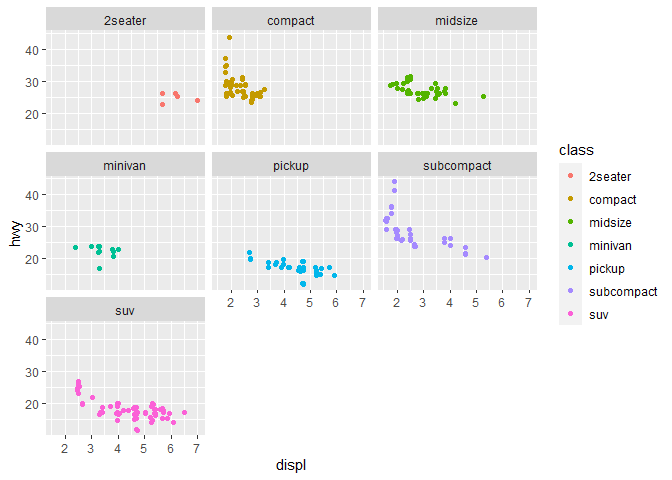 2seater compact midsize
40
30
20
minivan pickup subcompact
40
30
20
2 3 4 5 6 7 2 3 4 5 6 7
suv
40
30
20
2 3 4 5 6 7
displ
hwy
class
2seater
compact
midsize
minivan
pickup
subcompact
suv